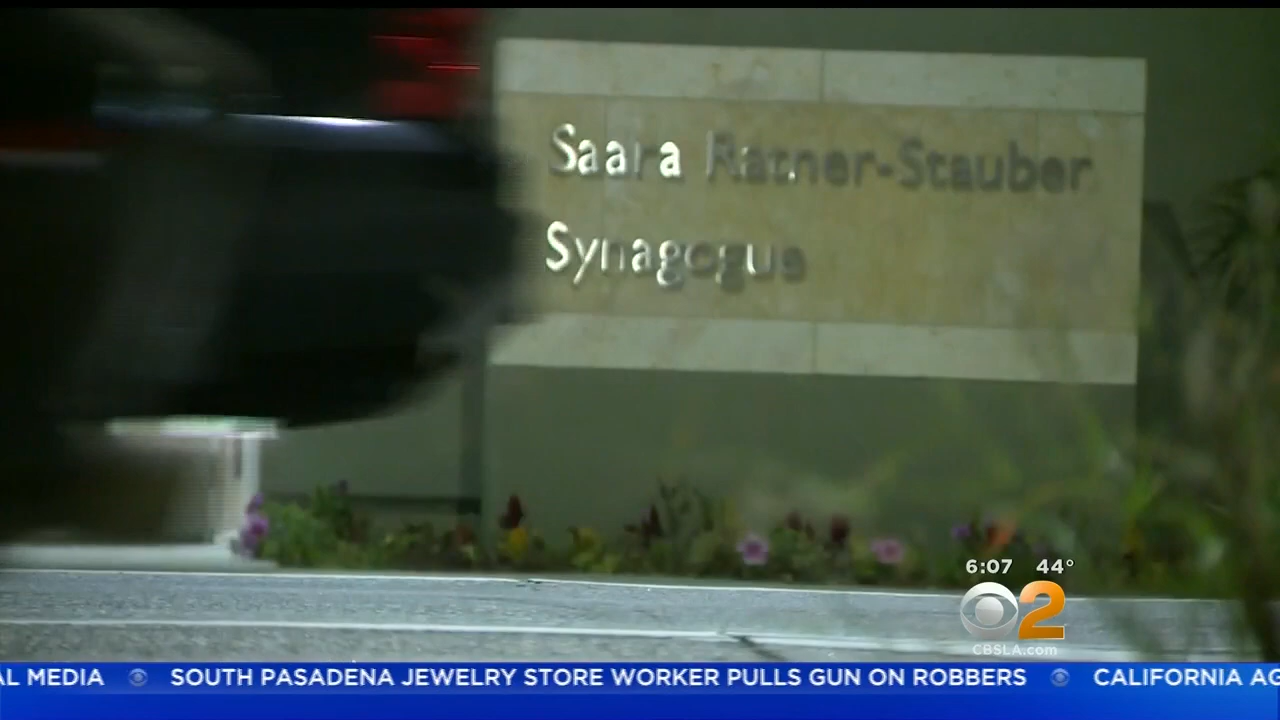 Saara Ratner-Stauber
Synagogue
6:07 44°
2
CBSLA.com
AL MEDIA SOUTH PASADENA JEWELRY STORE WORKER PULLS GUN ON ROBBERS CALIFORNIA AG